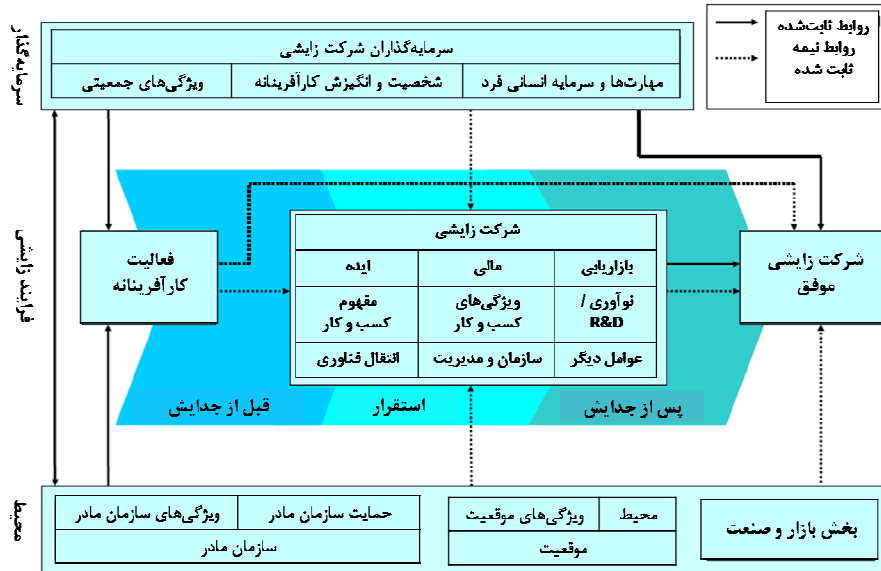 روابط ثابت‌شده
روابط نیمه
ثابت شده
سرمایه‌گذار
سرمایه‌گذاران شرکت زایشی
مهارت‌ها و سرمایه انسانی فرد
شخصیت و انگیزش کارآفرینانه
ویژگی‌های جمعیتی
فرایند زایشی
فعالیت
کارآفرینانه
شرکت زایشی
بازاریابی
مالی
ایده
نوآوری /
R&D
ویژگی‌های
کسب و کار
مفهوم
کسب و کار
عوامل دیگر
سازمان و مدیریت
انتقال فناوری
شرکت زایشی
موفق
قبل از جدایش
استقرار
پس از جدایش
محیط
حمایت سازمان مادر
ویژگی‌های سازمان مادر
سازمان مادر
محیط
ویژگی‌های موقعیت
موقعیت
بخش بازار و صنعت